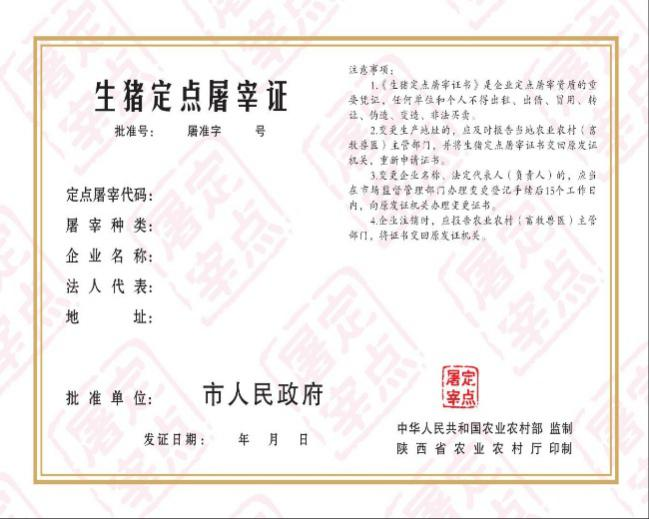 生猪定点屠宰证
批准号： 屠准字 号
定点屠宰代码：
屠宰种类：
企业名称：
法人代表：
地 址：
批准单位： 市人民政府
发证日期： 年 月 日
注意事项：
1.《生猪定点屠宰证书》是企业定点屠宰资质的重
要凭证，任何单位和个人不得出租、出借、冒用、转
让、伪造、变造、非法买卖。
2.变更生产地址的，应及时报告当地农业农村（畜
牧兽医）主管部门，并将生猪定点屠宰证书交回原发证
机关，重新申请证书。
3.变更企业名称、法定代表人（负责人）的，应当
在市场监督管理部门办理变更登记手续后15个工作日
内，向原发证机关办理变更证书。
4.企业注销时，应报告农业农村（畜牧兽医）主管
部门，将证书交回原发证机关。
定点屠宰
中华人民共和国农业农村部 监制
陕西省农业农村厅 印制